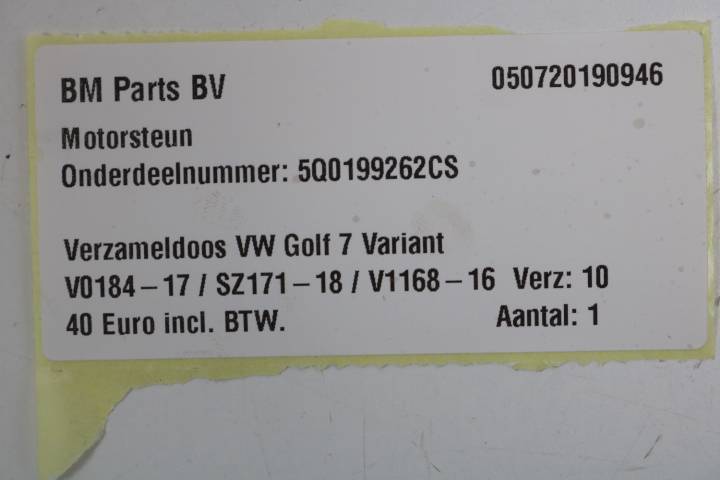 BM Parts BV 050720190946
Motorsteun
Onderdeelnummer: 5Q0199262CS
Verzameldoos VW Golf 7 Variant
V0184-17 / SZ171-18 / V1168-16 Verz: 10
40 Euro incl. BTW. Aantal: 1